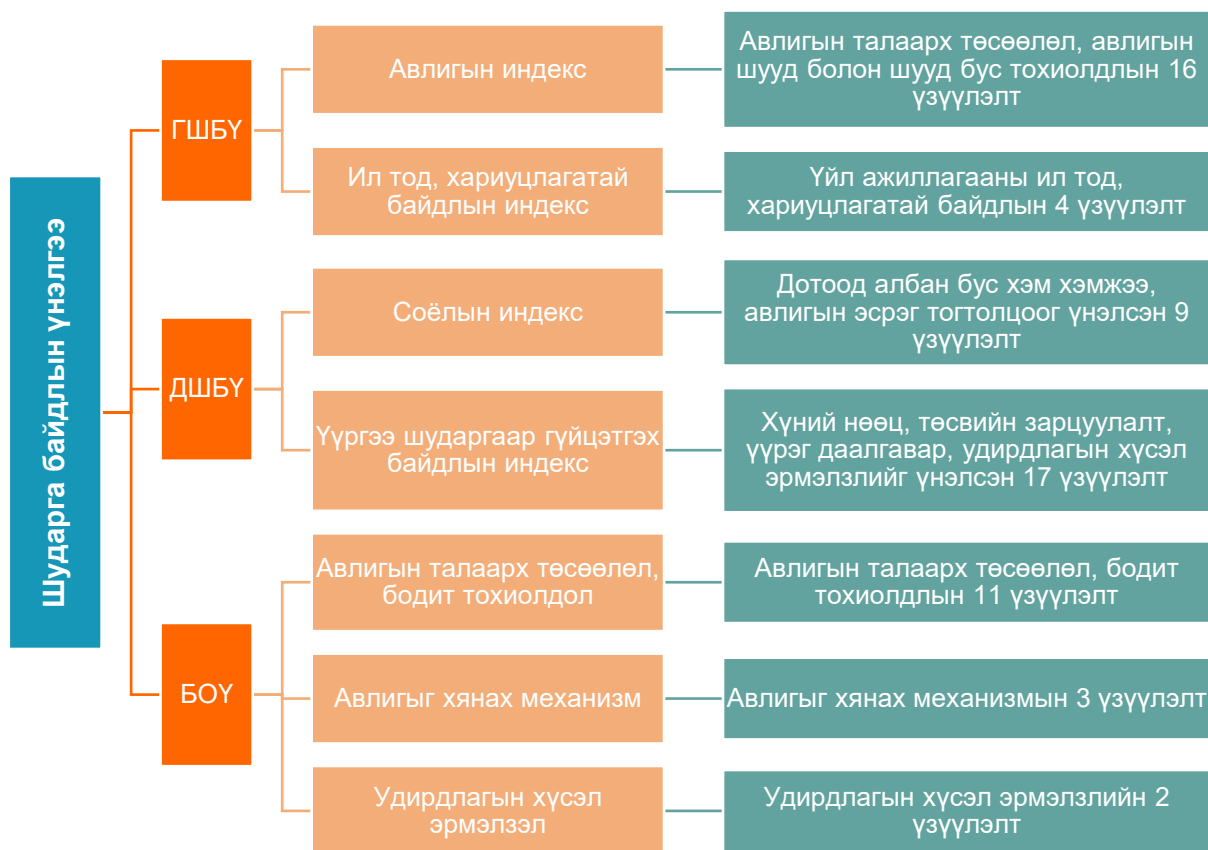 Шударга байдлын үнэлгээ
ГШБҮ
Авлигын индекс
Авлигын талаарх төсөөлөл, авлигын
шууд болон шууд бус тохиолдлын 16
үзүүлэлт
Ил тод, хариуцлагатай
байдлын индекс
Үйл ажиллагааны ил тод,
хариуцлагатай байдлын 4 үзүүлэлт
ДШБҮ
Соёлын индекс
Дотоод албан бус хэм хэмжээ,
авлигын эсрэг тогтолцоог үнэлсэн 9
үзүүлэлт
Үүргээ шударгаар гүйцэтгэх
байдлын индекс
Хүний нөөц, төсвийн зарцуулалт,
үүрэг даалгавар, удирдлагын хүсэл
эрмэлзлийг үнэлсэн 17 үзүүлэлт
БОҮ
Авлигын талаарх төсөөлөл,
бодит тохиолдол
Авлигын талаарх төсөөлөл, бодит
тохиолдлын 11 үзүүлэлт
Авлигыг хянах механизм
Авлигыг хянах механизмын 3 үзүүлэлт
Удирдлагын хүсэл
эрмэлзэл
Удирдлагын хүсэл эрмэлзлийн 2
үзүүлэлт